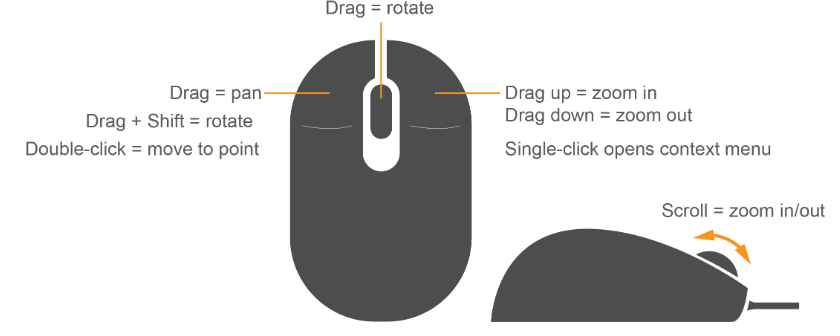 Drag = rotate
Drag = pan
Drag + Shift = rotate
Double-click = move to point
Drag up = zoom in
Drag down = zoom out
Single-click opens context menu
Scroll = zoom in/out